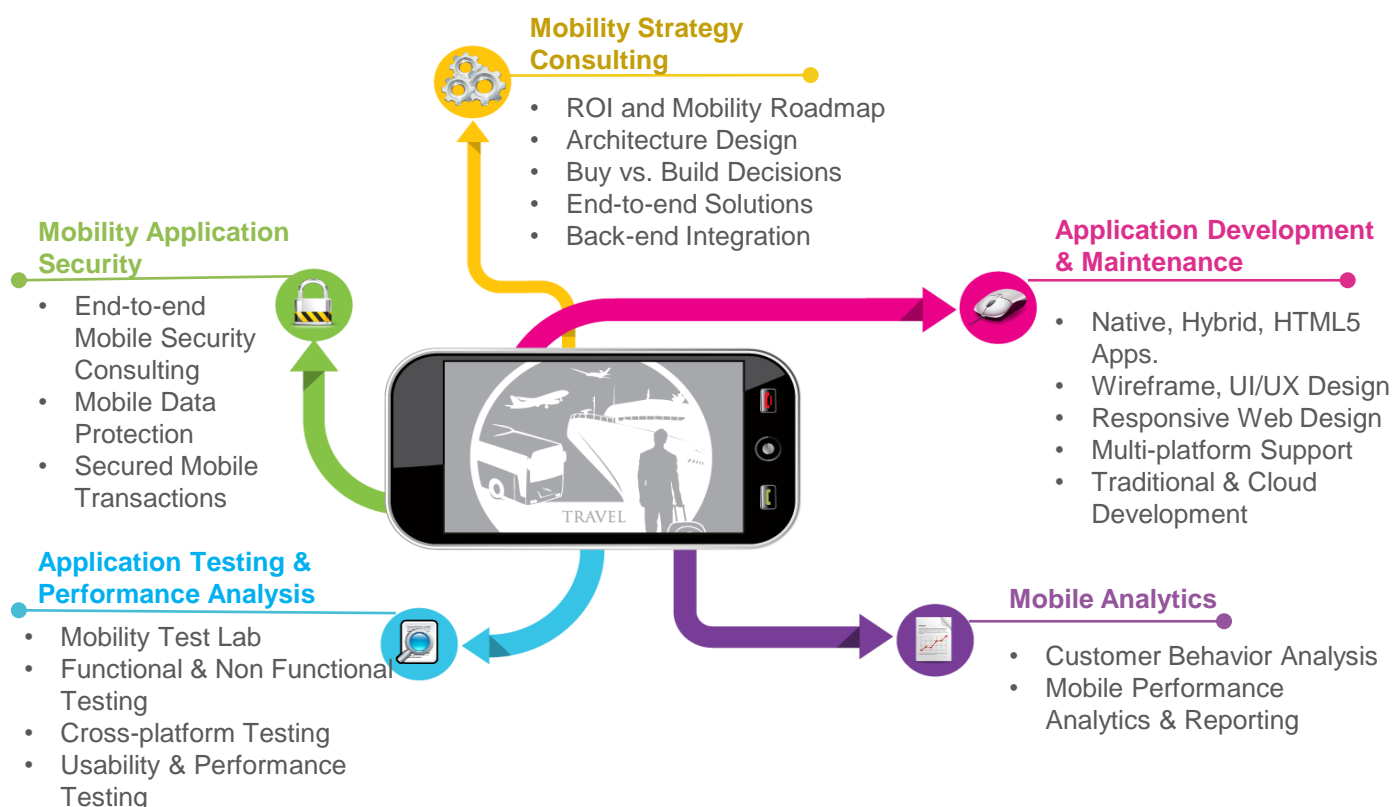 Mobility Strategy
Consulting
• ROI and Mobility Roadmap
• Architecture Design
• Buy vs. Build Decisions
• End-to-end Solutions
• Back-end Integration
Mobility Application
Security
• End-to-end
Mobile Security
Consulting
• Mobile Data
Protection
• Secured Mobile
Transactions
Application Development
& Maintenance
• Native, Hybrid, HTML5
Apps.
• Wireframe, UI/UX Design
• Responsive Web Design
• Multi-platform Support
• Traditional & Cloud
Development
TRAVEL
Application Testing &
Performance Analysis
• Mobility Test Lab
• Functional & Non Functional
Testing
• Cross-platform Testing
• Usability & Performance
Testing
Mobile Analytics
• Customer Behavior Analysis
• Mobile Performance
Analytics & Reporting